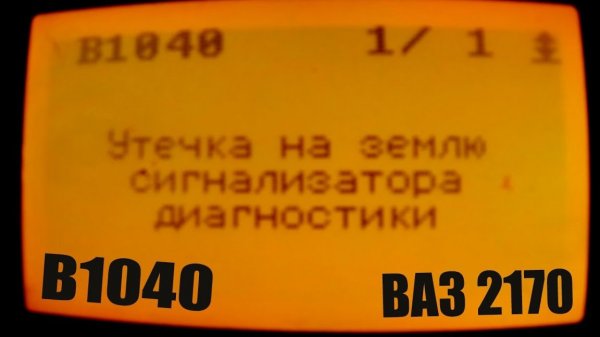 B1040 1/ 1
Утечка на землю
сигнализатора
диагностики
B1040
ВАЗ 2170